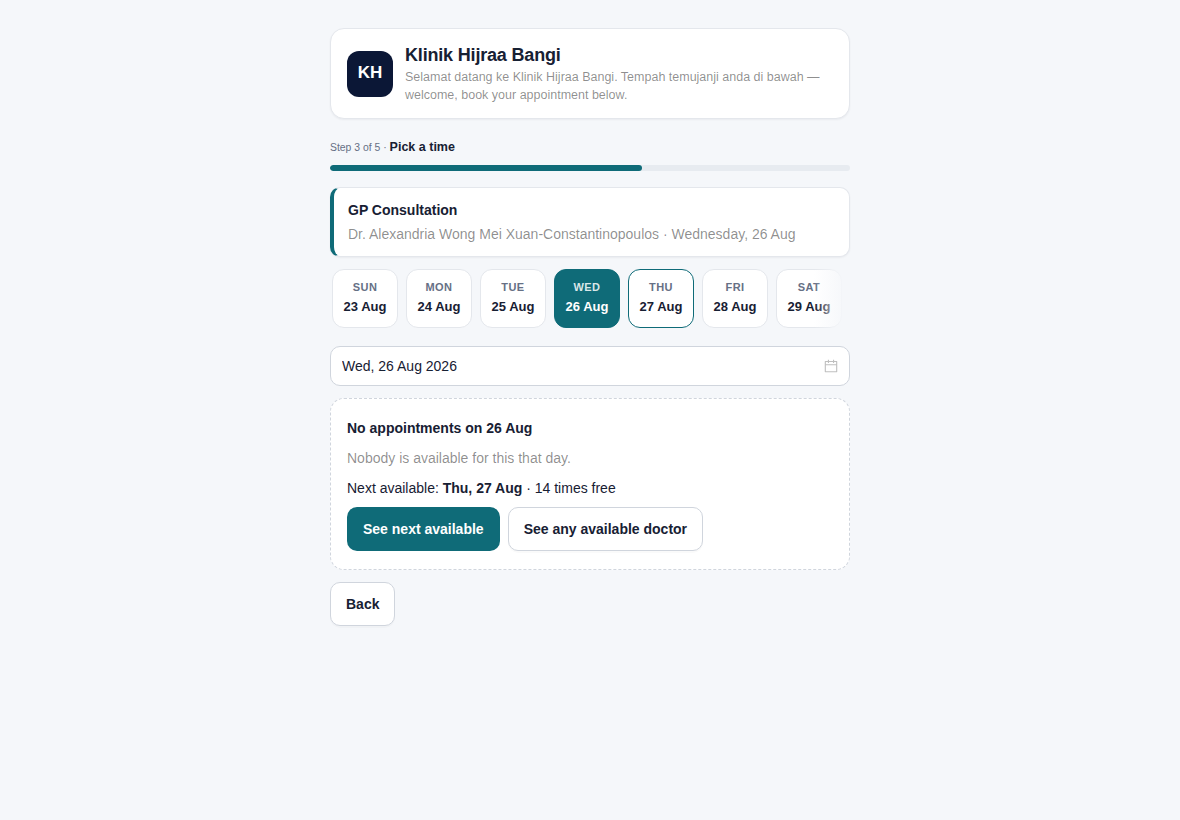 KH
Klinik Hijraa Bangi
Selamat datang ke Klinik Hijraa Bangi. Tempah temujanji anda di bawah —
welcome, book your appointment below.
Step 3 of 5 · Pick a time
GP Consultation
Dr. Alexandria Wong Mei Xuan-Constantinopoulos · Wednesday, 26 Aug
SUN MON TUE WED THU FRI SAT
23 Aug 24 Aug 25 Aug 26 Aug 27 Aug 28 Aug 29 Aug
Wed, 26 Aug 2026
No appointments on 26 Aug
Nobody is available for this that day.
Next available: Thu, 27 Aug · 14 times free
See next available See any available doctor
Back